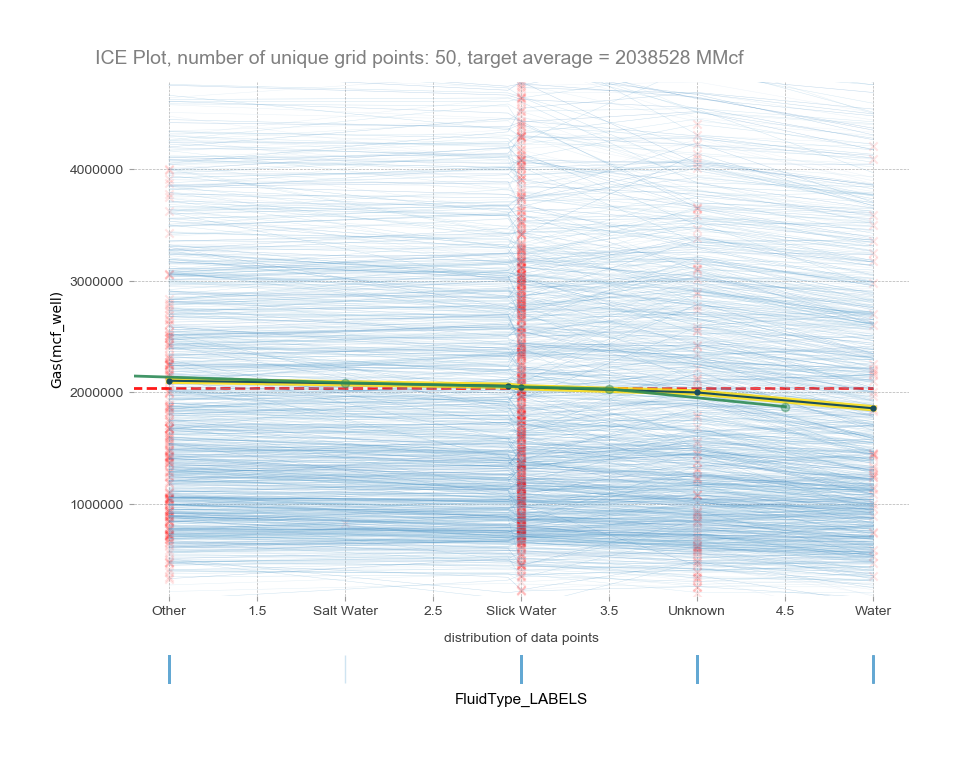 ICE Plot, number of unique grid points: 50, target average = 2038528 MMcf
Gas(mcf_well)
4000000
3000000
2000000
1000000
Other 1.5 Salt Water 2.5 Slick Water 3.5 Unknown 4.5 Water
distribution of data points
FluidType_LABELS